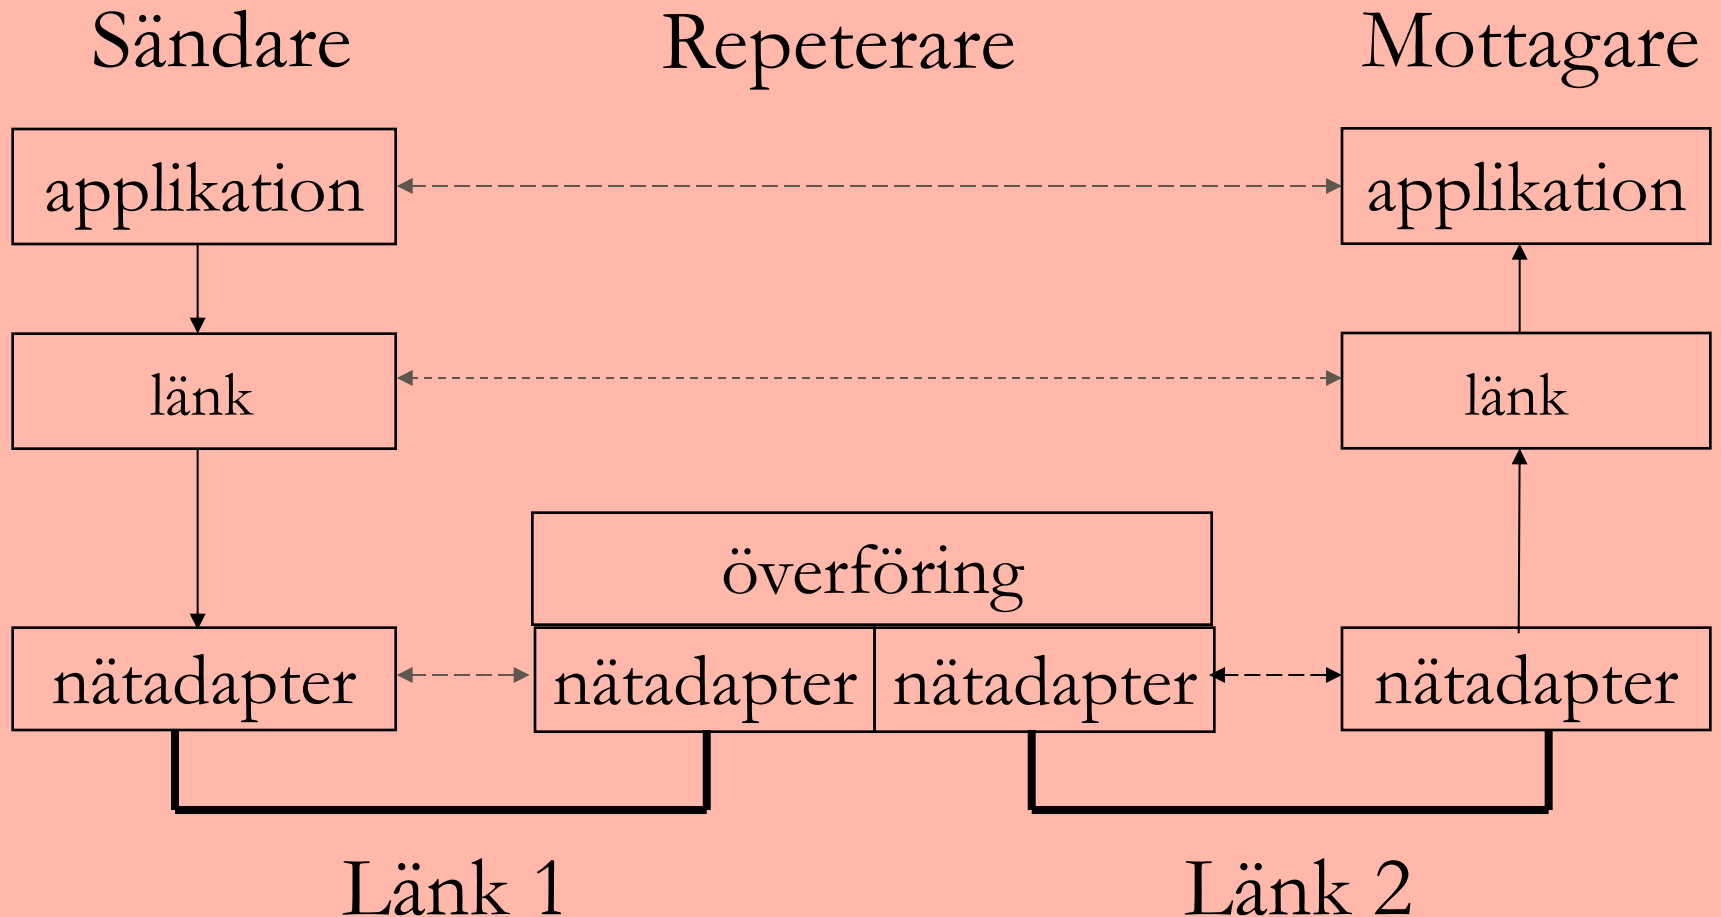 Sändare Repeterare Mottagare
applikation applikation
länk länk
överföring
nätadapter nätadapter nätadapter nätadapter
Länk 1 Länk 2